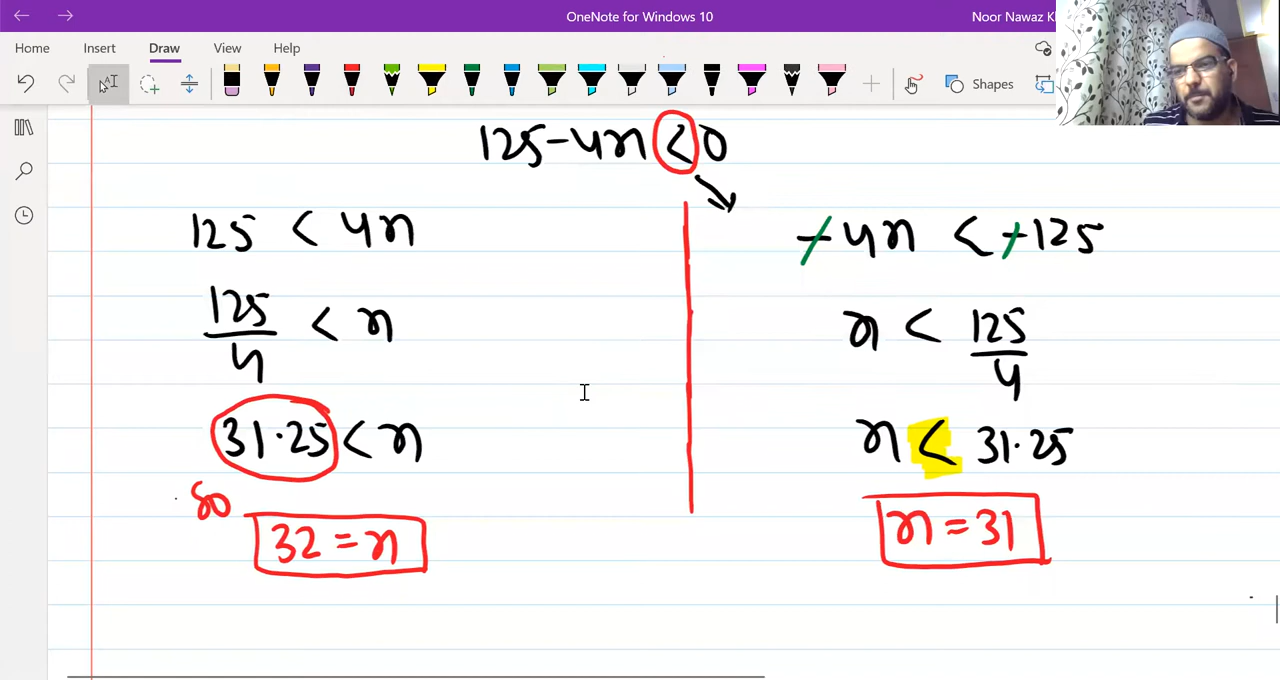 OneNote for Windows 10
Noor Nawaz Kh
Home Insert Draw View Help
Shapes
125-4n < 0
125 < 4n
125/4 < n
31.25 < n
so
32 = n
-4n < -125
n < 125/4
n < 31.25
n = 31